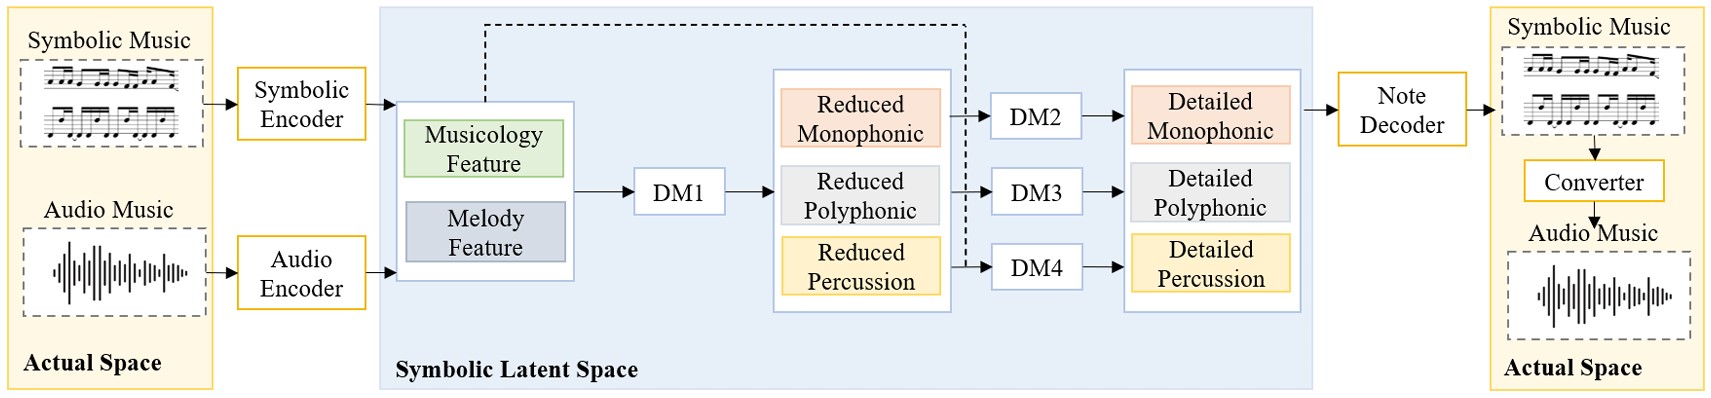 Symbolic Music
Audio Music
Actual Space
Symbolic
Encoder
Audio
Encoder
Musicology
Feature
Melody
Feature
DM1
Reduced
Monophonic
Reduced
Polyphonic
Reduced
Percussion
DM2
DM3
DM4
Detailed
Monophonic
Detailed
Polyphonic
Detailed
Percussion
Symbolic Latent Space
Note
Decoder
Symbolic Music
Converter
Audio Music
Actual Space